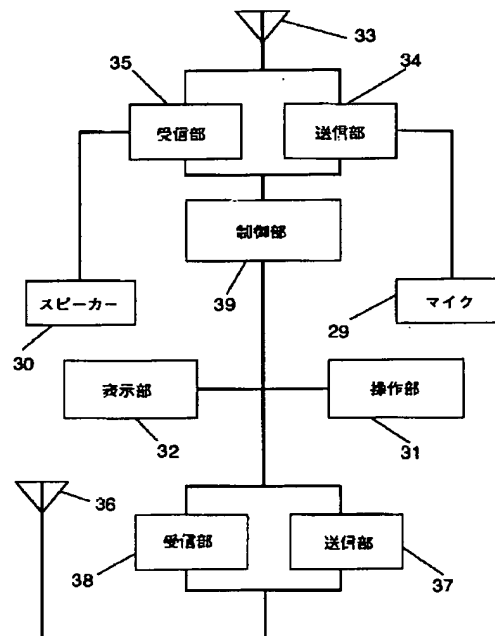 33
35
34
受信部
送信部
制御部
39
スピーカー
30
マイク
29
表示部
32
操作部
31
36
受信部
38
送信部
37